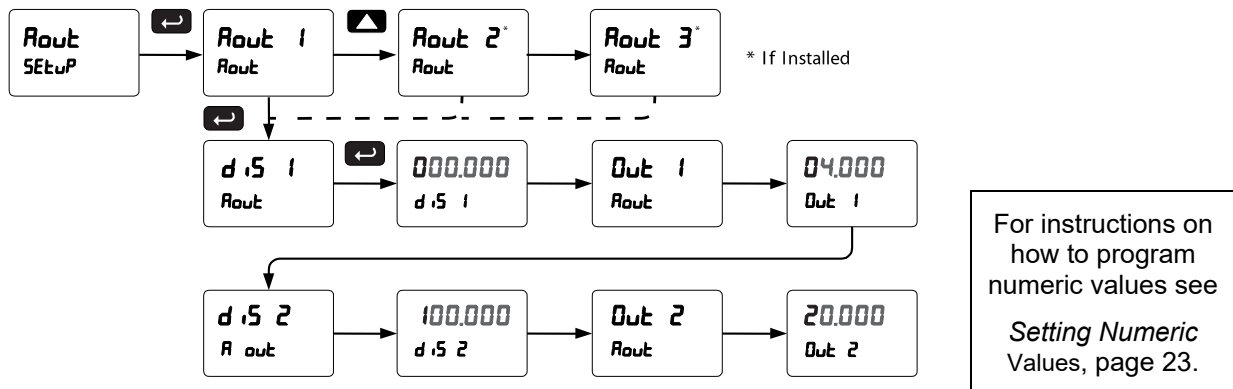 Aout
SEtuP
Aout 1
Aout
Aout 2*
Aout
Aout 3*
Aout
* If Installed
diS 1
Aout
000.000
diS 1
Out 1
Aout
04.000
Out 1
diS 2
A out
100.000
diS 2
Out 2
Aout
20.000
Out 2
For instructions on
how to program
numeric values see
Setting Numeric
Values, page 23.